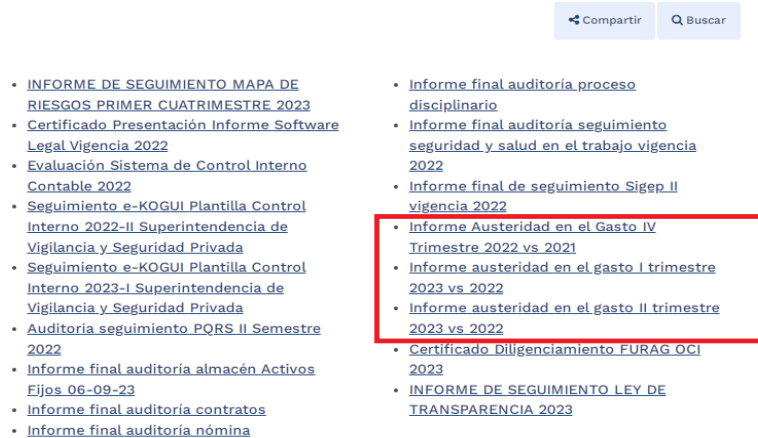 Compartir
Buscar
• INFORME DE SEGUIMIENTO MAPA DE
RIESGOS PRIMER CUATRIMESTRE 2023
• Certificado Presentación Informe Software
Legal Vigencia 2022
• Evaluación Sistema de Control Interno
Contable 2022
• Seguimiento e-KOGUI Plantilla Control
Interno 2022-II Superintendencia de
Vigilancia y Seguridad Privada
• Seguimiento e-KOGUI Plantilla Control
Interno 2023-I Superintendencia de
Vigilancia y Seguridad Privada
• Auditoria seguimiento PQRS II Semestre
2022
• Informe final auditoría almacén Activos
Fijos 06-09-23
• Informe final auditoría contratos
• Informe final auditoría nómina
• Informe final auditoría proceso
disciplinario
• Informe final auditoría seguimiento
seguridad y salud en el trabajo vigencia
2022
• Informe final de seguimiento Sigep II
vigencia 2022
• Informe Austeridad en el Gasto IV
Trimestre 2022 vs 2021
• Informe austeridad en el gasto I trimestre
2023 vs 2022
• Informe austeridad en el gasto II trimestre
2023 vs 2022
• Certificado Diligenciamiento FURAG OCI
2023
• INFORME DE SEGUIMIENTO LEY DE
TRANSPARENCIA 2023